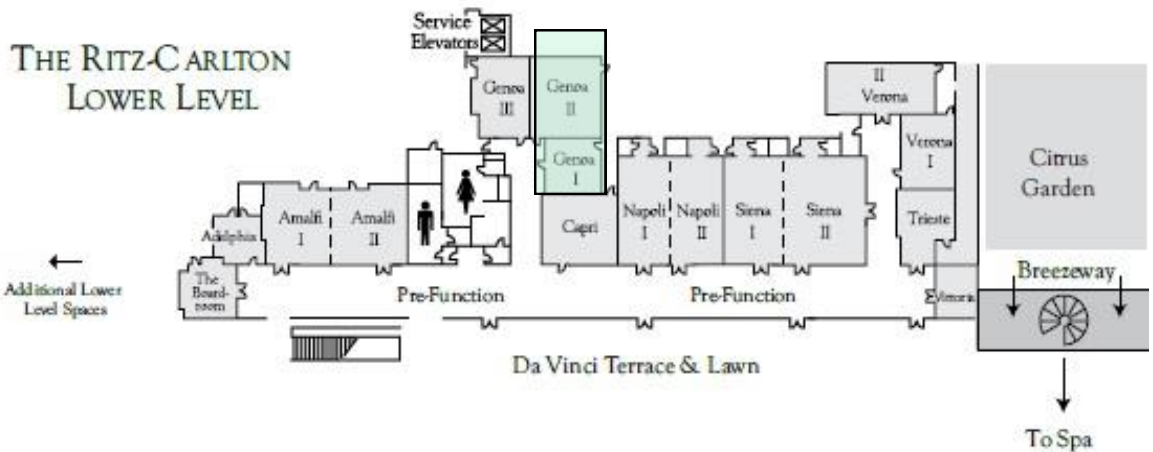 THE RITZ-CARLTON
LOWER LEVEL
Service
Elevators
Genoa
III
Genoa
II
Genoa
I
II
Verona
Verona
I
Citrus
Garden
Amalfi
I
Amalfi
II
Adelphia
Capri
Napoli
I
Napoli
II
Siena
I
Siena
II
Trieste
The
Board-
room
Additional Lower
Level Spaces
Pre-Function
Pre-Function
Breezeway
Da Vinci Terrace & Lawn
To Spa